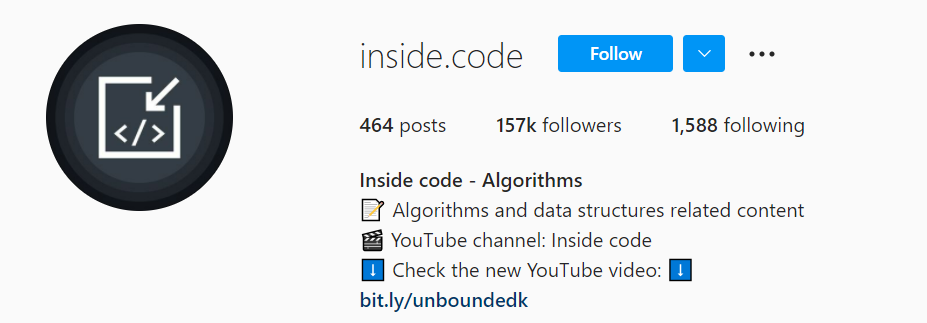 inside.code Follow
464 posts 157k followers 1,588 following
Inside code - Algorithms
📝 Algorithms and data structures related content
🎬 YouTube channel: Inside code
⬇️ Check the new YouTube video: ⬇️
bit.ly/unboundedk